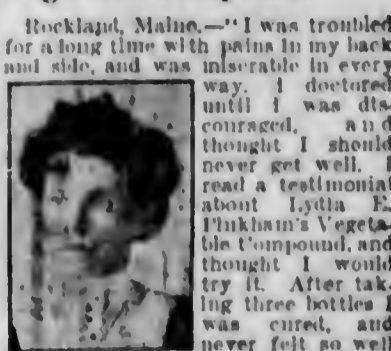 Rockland, Maine.—"I was troubled
for a long time with pains in my back
and side, and was miserable in every
way. I doctored
until I was dis
couraged, and
thought I should
never get well. I
read a testimonial
about Lydia E.
Pinkham's Vegeta-
ble Compound, and
thought I would
try it. After tak
ing three bottles I
was cured, and
never felt so well